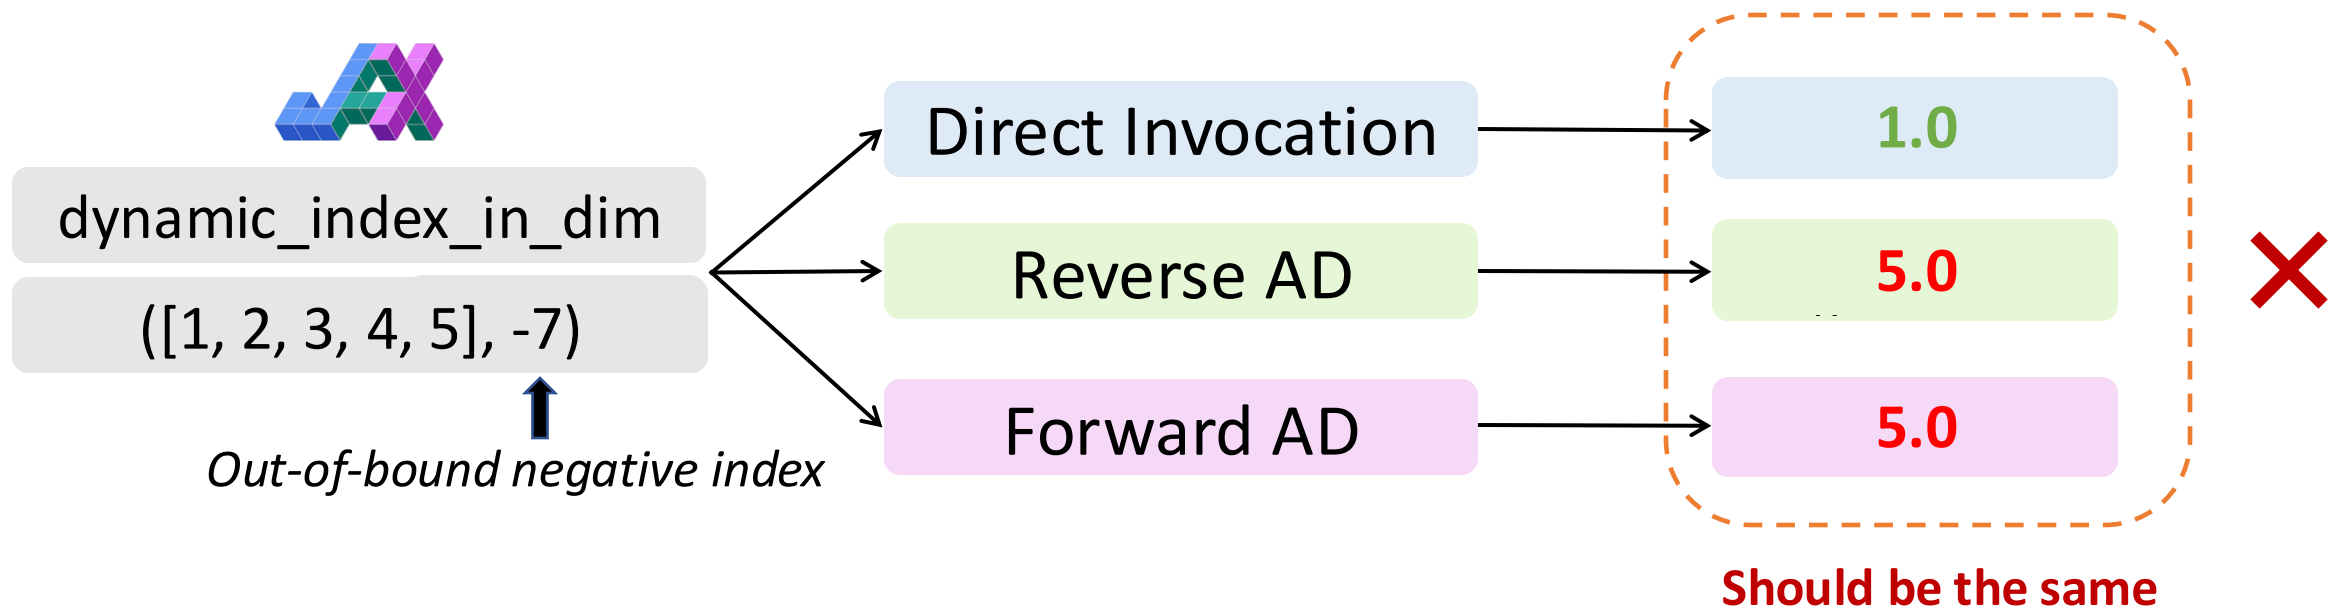 JAX
dynamic_index_in_dim
([1, 2, 3, 4, 5], -7)
Out-of-bound negative index
Direct Invocation
Reverse AD
Forward AD
1.0
5.0
5.0
Should be the same